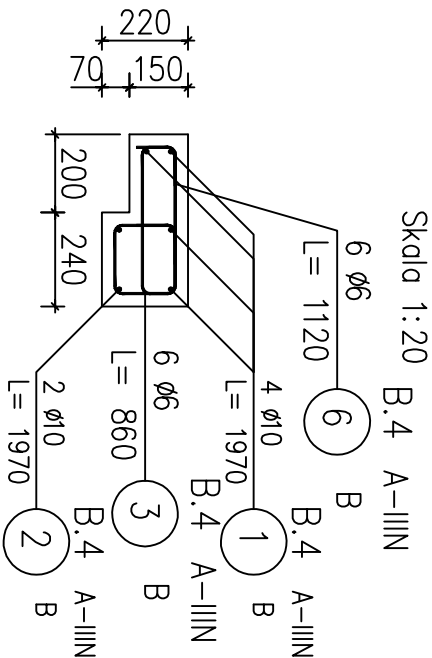 Skala 1:20
220
70 150
200
240
6 ø6
L= 1120
6
B.4 A-IIIN
B
4 ø10
L= 1970
1
B.4 A-IIIN
B
6 ø6
L= 860
3
B.4 A-IIIN
B
2 ø10
L= 1970
2
B.4 A-IIIN
B